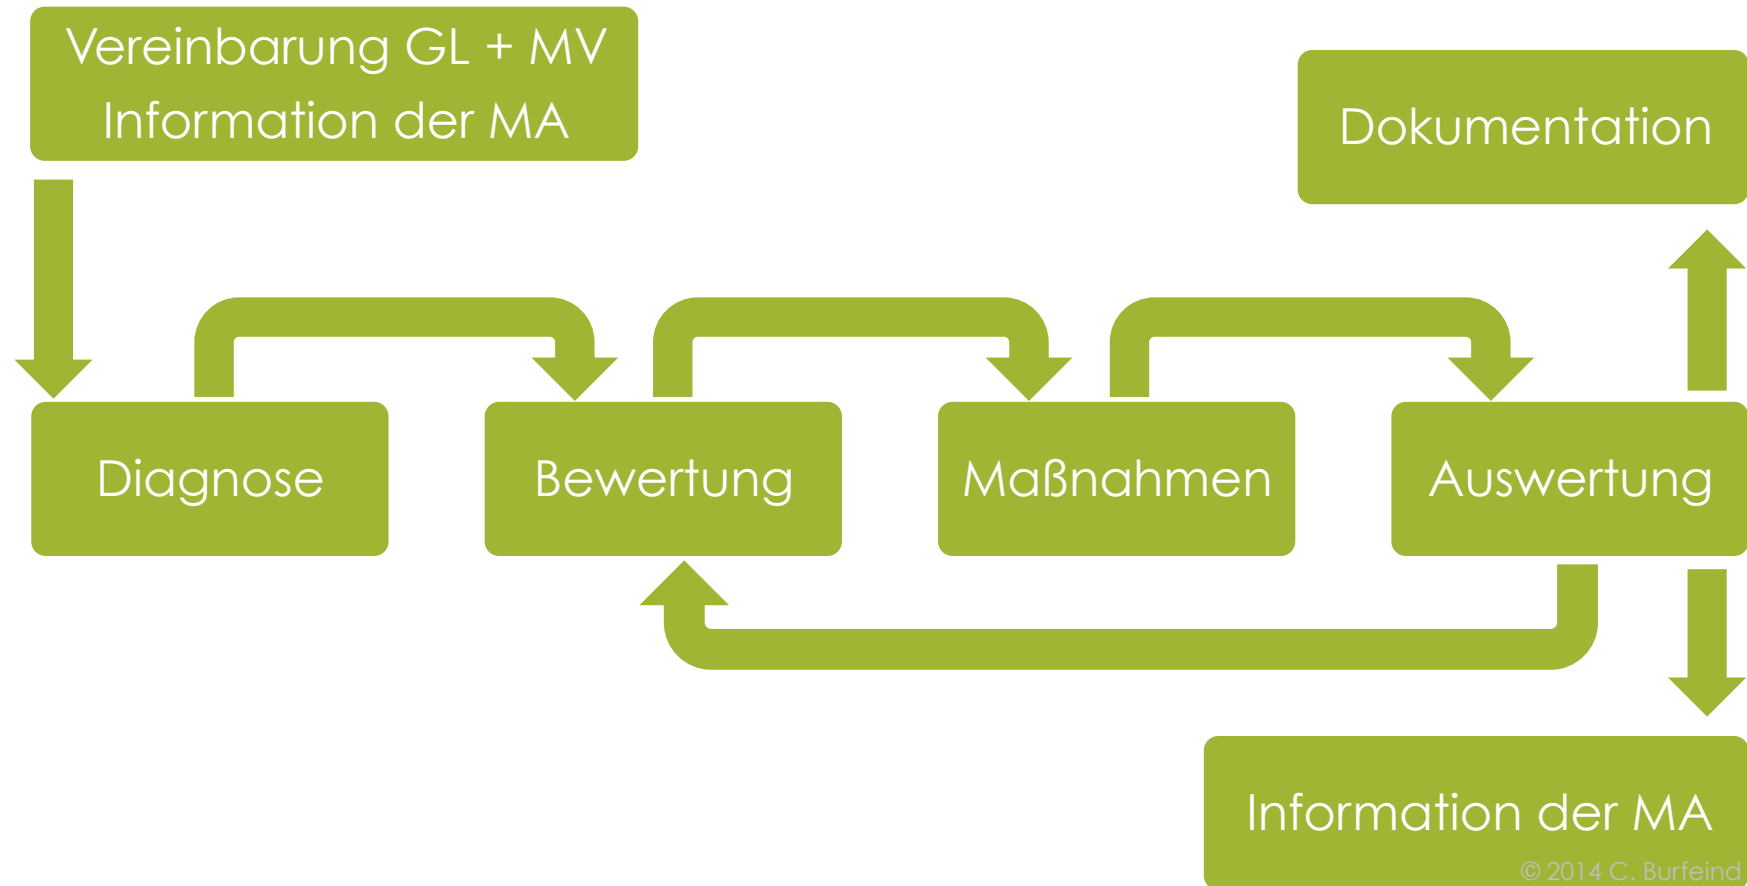 Vereinbarung GL + MV
Information der MA
Dokumentation
Diagnose
Bewertung
Maßnahmen
Auswertung
Information der MA
© 2014 C. Burfeind